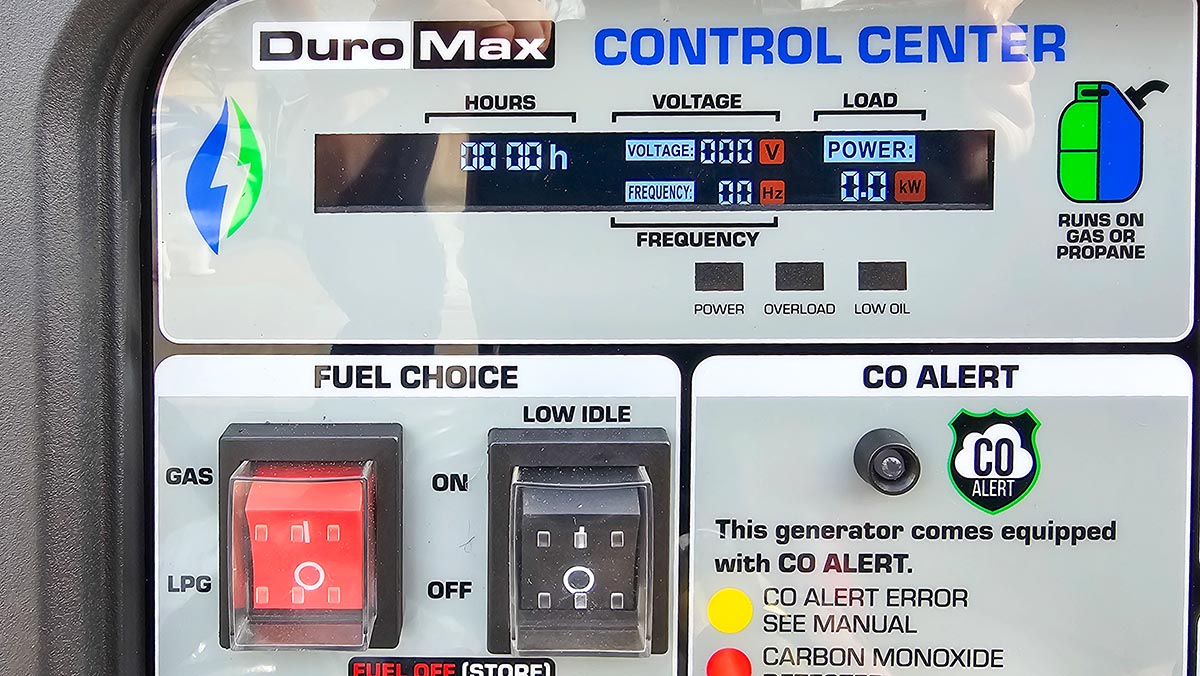 DuroMax CONTROL CENTER
HOURS VOLTAGE LOAD
00 00 h VOLTAGE: 000 V POWER:
FREQUENCY: 00 Hz 0.0 kW
FREQUENCY
RUNS ON
GAS OR
PROPANE
POWER OVERLOAD LOW OIL
FUEL CHOICE
LOW IDLE
GAS ON
LPG OFF
FUEL OFF (STORE)
CO ALERT
CO
ALERT
This generator comes equipped
with CO ALERT.
CO ALERT ERROR
SEE MANUAL
CARBON MONOXIDE